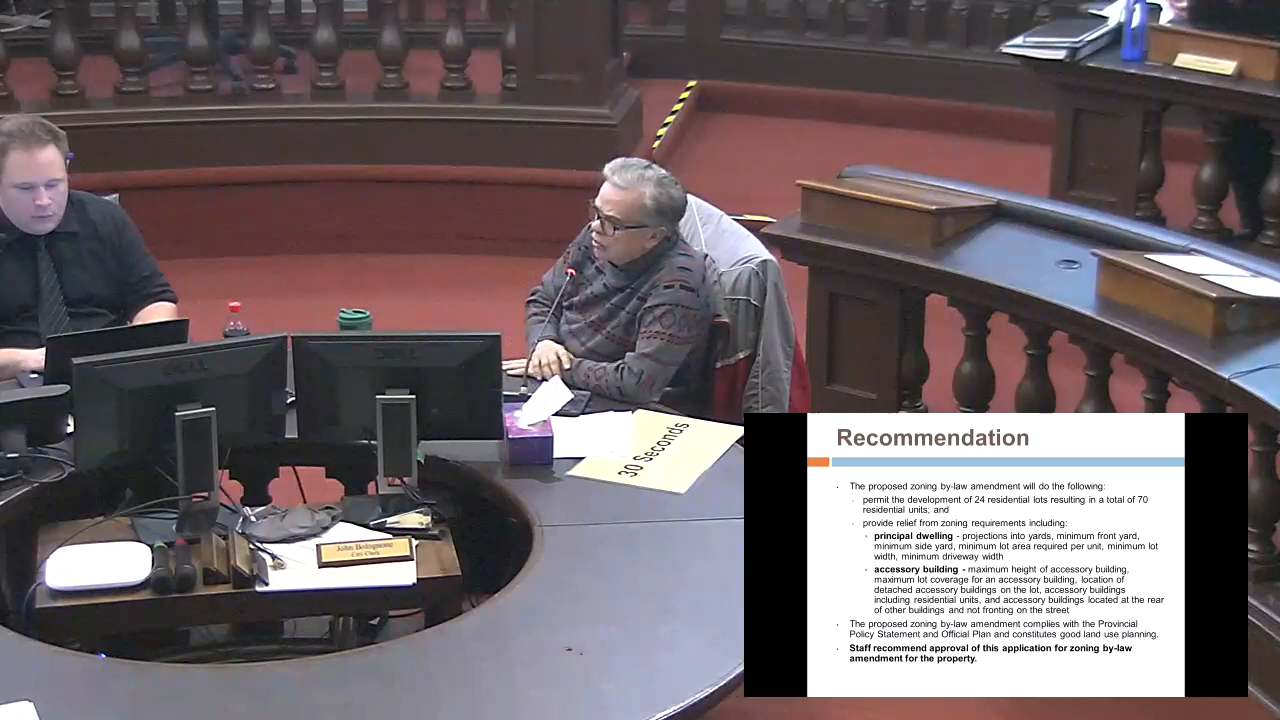 DELL
DELL
30 Seconds
John Bolognone
City Clerk
Recommendation
The proposed zoning by-law amendment will do the following:
permit the development of 24 residential lots resulting in a total of 70
residential units; and
provide relief from zoning requirements including:
principal dwelling - projections into yards, minimum front yard,
minimum side yard, minimum lot area required per unit, minimum lot
width, minimum driveway width
accessory building - maximum height of accessory building,
maximum lot coverage for an accessory building, location of
detached accessory buildings on the lot, accessory buildings
including residential units, and accessory buildings located at the rear
of other buildings and not fronting on the street
The proposed zoning by-law amendment complies with the Provincial
Policy Statement and Official Plan and constitutes good land use planning.
Staff recommend approval of this application for zoning by-law
amendment for the property.